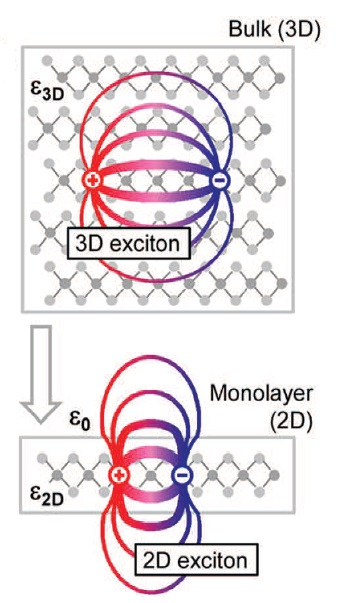 Bulk (3D)
ε3D
+
−
3D exciton
Monolayer
(2D)
ε0
ε2D
+
−
2D exciton